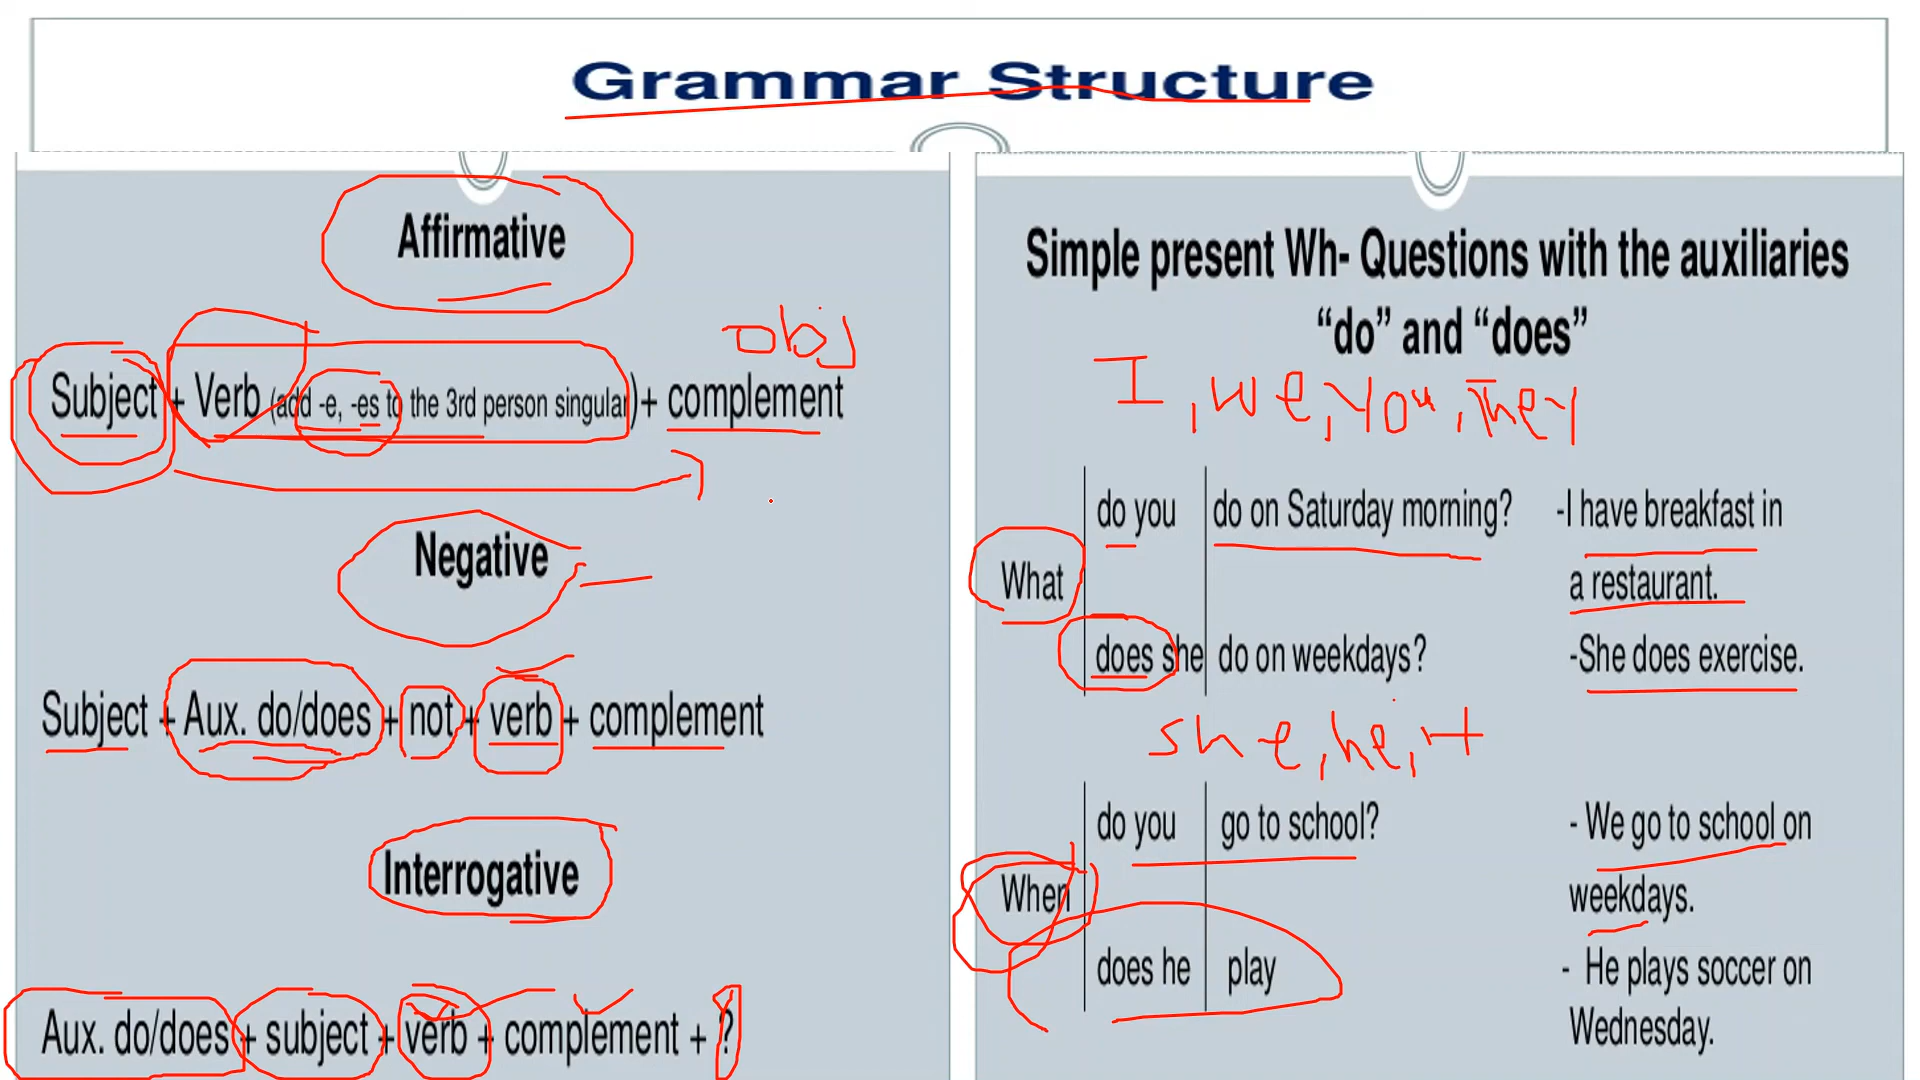 Grammar Structure
Affirmative
obj
Subject + Verb (add -e, -es to the 3rd person singular)+ complement
Negative
Subject + Aux. do/does + not + verb + complement
Interrogative
Aux. do/does + subject + verb + complement + ?
Simple present Wh- Questions with the auxiliaries
“do” and “does”
I, we, you, They
do you do on Saturday morning? -I have breakfast in
What a restaurant.
does she do on weekdays? -She does exercise.
she, he, it
do you go to school? - We go to school on
When weekdays.
does he play - He plays soccer on
Wednesday.